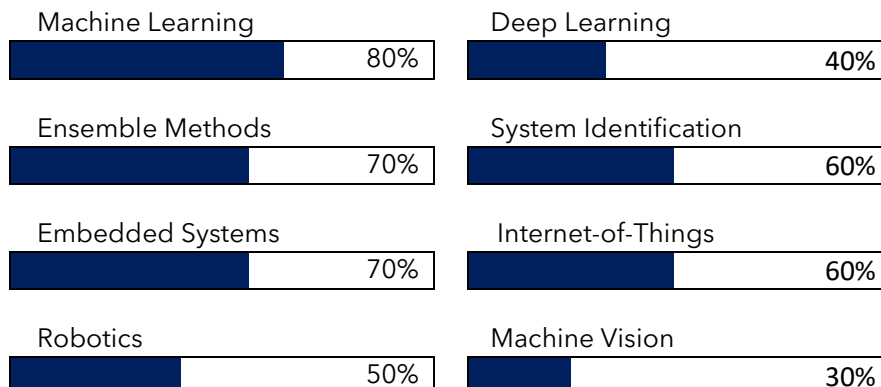 Machine Learning
80%
Deep Learning
40%
Ensemble Methods
70%
System Identification
60%
Embedded Systems
70%
Internet-of-Things
60%
Robotics
50%
Machine Vision
30%